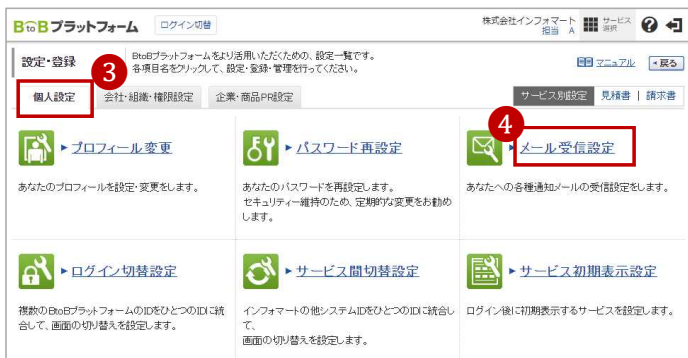 BtoBプラットフォーム ログイン切替 株式会社インフォマート 担当 A サービス選択
設定・登録 BtoBプラットフォームをより活用いただくための、設定一覧です。
各項目をクリックして、設定・登録・管理を行ってください。 マニュアル 戻る
3
個人設定 会社・組織・権限設定 企業・商品PR設定 サービス別設定 見積書 | 請求書
4
プロフィール変更 パスワード再設定 メール受信設定
あなたのプロフィールを設定・変更をします。
あなたのパスワードを再設定します。
セキュリティー維持のため、定期的な変更をお勧め
します。
あなたへの各種通知メールの受信設定をします。
ログイン切替設定 サービス間切替設定 サービス初期表示設定
複数のBtoBプラットフォームのIDをひとつのIDに統
合して、画面の切り替えを設定します。
インフォマートの他システムIDをひとつのIDに統合し
て、
画面の切り替えを設定します。
ログイン後に初期表示するサービスを設定します。